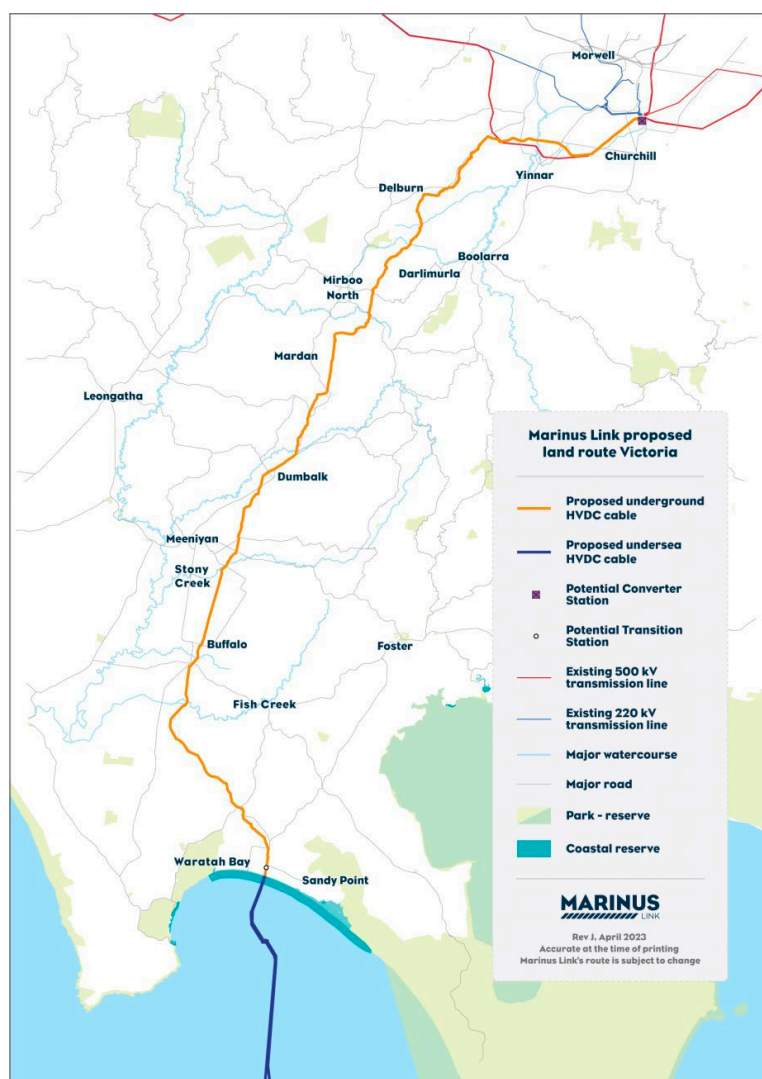 Morwell
Churchill
Yinnar
Delburn
Boolarra
Darlimurla
Mirboo
North
Mardan
Leongatha
Dumbalk
Meeniyan
Stony
Creek
Buffalo
Foster
Fish Creek
Waratah Bay
Sandy Point
Marinus Link proposed
land route Victoria
Proposed underground
HVDC cable
Proposed undersea
HVDC cable
Potential Converter
Station
Potential Transition
Station
Existing 500 kV
transmission line
Existing 220 kV
transmission line
Major watercourse
Major road
Park - reserve
Coastal reserve
MARINUS
LINK
Rev J, April 2023
Accurate at the time of printing
Marinus Link's route is subject to change